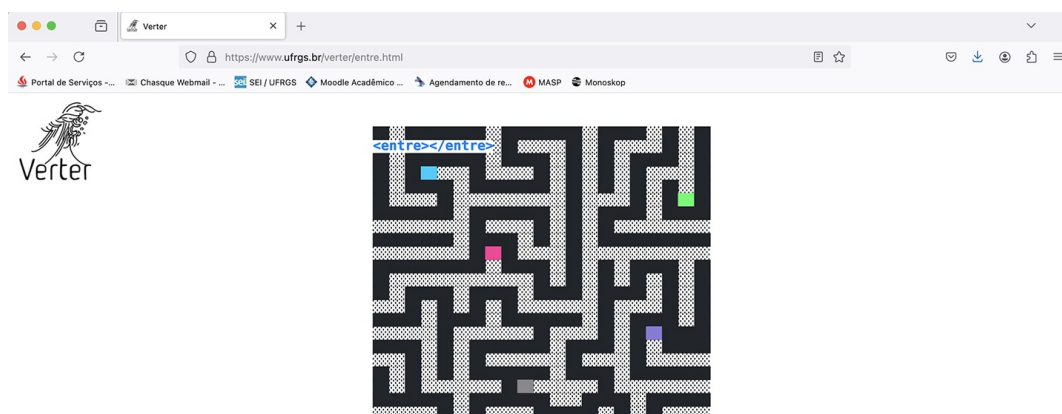 Verter
https://www.ufrgs.br/verter/entre.html
Portal de Serviços -... Chasque Webmail - ... sei SEI / UFRGS Moodle Acadêmico ... Agendamento de re... M MASP Monoskop
Verter
<entre></entre>